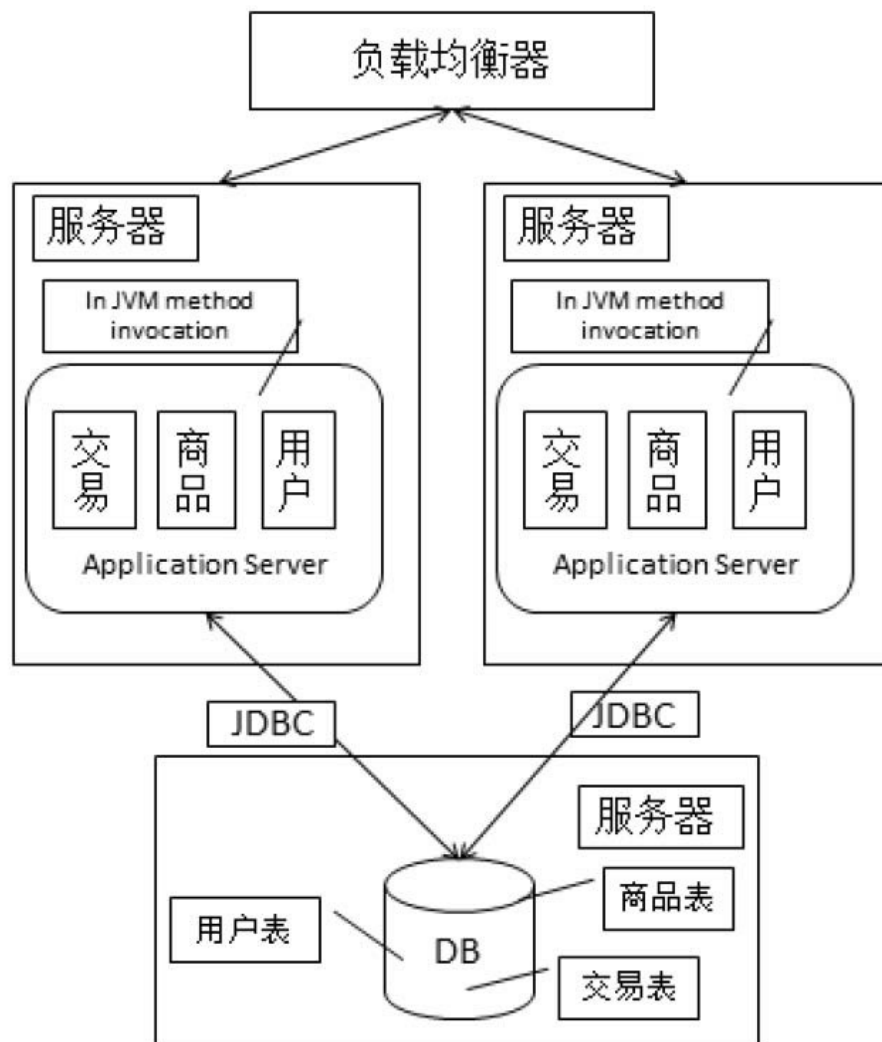 负载均衡器
服务器
In JVM method
invocation
交易
商品
用户
Application Server
服务器
In JVM method
invocation
交易
商品
用户
Application Server
JDBC
JDBC
服务器
商品表
用户表
DB
交易表